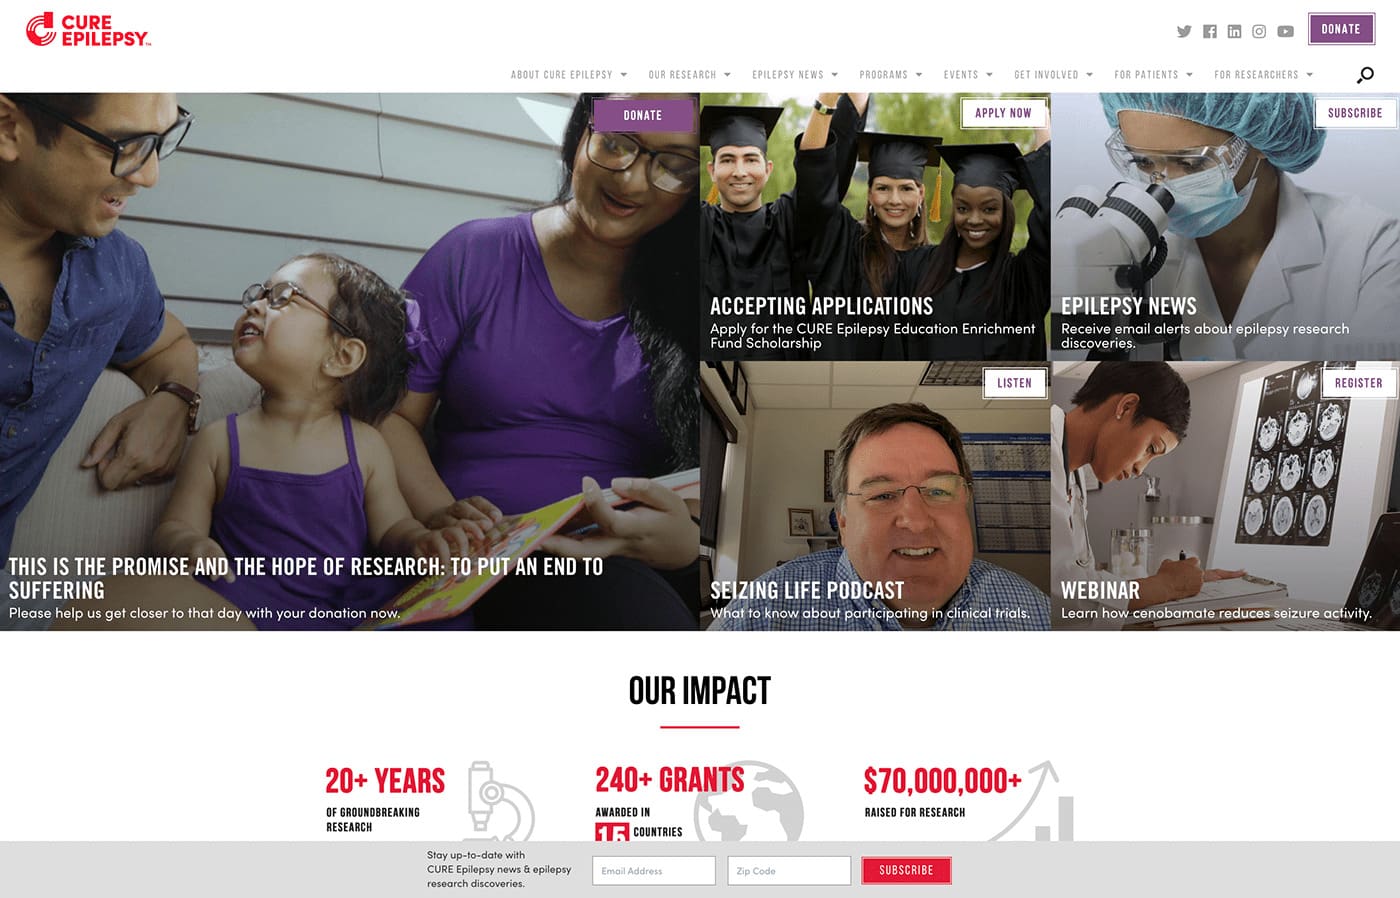 CURE
EPILEPSY™
DONATE
ABOUT CURE EPILEPSY
OUR RESEARCH
EPILEPSY NEWS
PROGRAMS
EVENTS
GET INVOLVED
FOR PATIENTS
FOR RESEARCHERS
DONATE
THIS IS THE PROMISE AND THE HOPE OF RESEARCH: TO PUT AN END TO
SUFFERING
Please help us get closer to that day with your donation now.
APPLY NOW
ACCEPTING APPLICATIONS
Apply for the CURE Epilepsy Education Enrichment
Fund Scholarship
SUBSCRIBE
EPILEPSY NEWS
Receive email alerts about epilepsy research
discoveries.
LISTEN
SEIZING LIFE PODCAST
What to know about participating in clinical trials.
REGISTER
WEBINAR
Learn how cenobamate reduces seizure activity.
OUR IMPACT
20+ YEARS
OF GROUNDBREAKING
RESEARCH
240+ GRANTS
AWARDED IN
15 COUNTRIES
$70,000,000+
RAISED FOR RESEARCH
Stay up-to-date with
CURE Epilepsy news & epilepsy
research discoveries.
Email Address
Zip Code
SUBSCRIBE